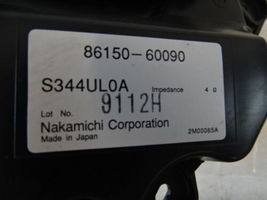 86150-60090
S344UL0A Impedance 4 Ω
Lot No. 9112H
Nakamichi Corporation
Made in Japan 2M00065A